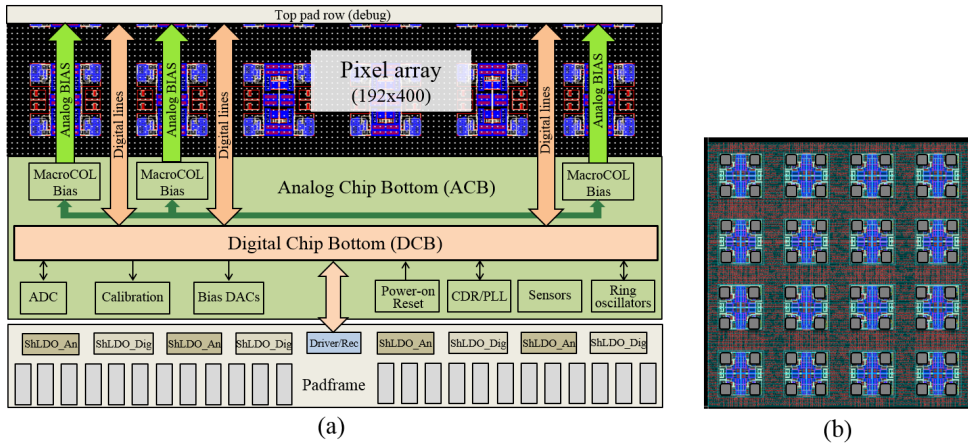 Top pad row (debug)
Analog BIAS
Digital lines
Analog BIAS
Digital lines
Pixel array
(192x400)
Digital lines
Analog BIAS
MacroCOL
Bias
MacroCOL
Bias
Analog Chip Bottom (ACB)
MacroCOL
Bias
Digital Chip Bottom (DCB)
ADC
Calibration
Bias DACs
Power-on
Reset
CDR/PLL
Sensors
Ring
oscillators
ShLDO_An
ShLDO_Dig
ShLDO_An
ShLDO_Dig
Driver/Rec
ShLDO_An
ShLDO_Dig
ShLDO_An
ShLDO_Dig
Padframe
(a)
(b)